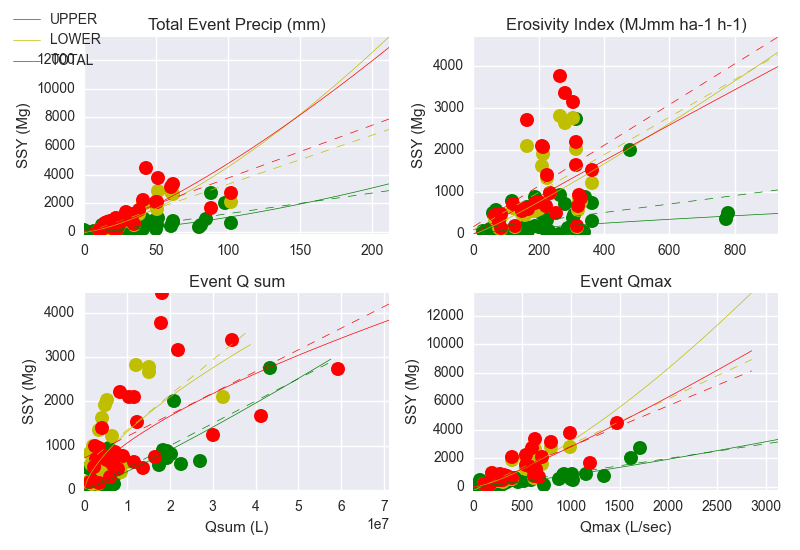 UPPER
LOWER
TOTAL
Total Event Precip (mm)
12000
10000
8000
6000
4000
2000
0
SSY (Mg)
0 50 100 150 200
Erosivity Index (MJmm ha-1 h-1)
4000
3000
2000
1000
0
SSY (Mg)
0 200 400 600 800
Event Q sum
4000
3000
2000
1000
0
SSY (Mg)
0 1 2 3 4 5 6 7
1e7
Qsum (L)
Event Qmax
12000
10000
8000
6000
4000
2000
0
SSY (Mg)
0 500 1000 1500 2000 2500 3000
Qmax (L/sec)